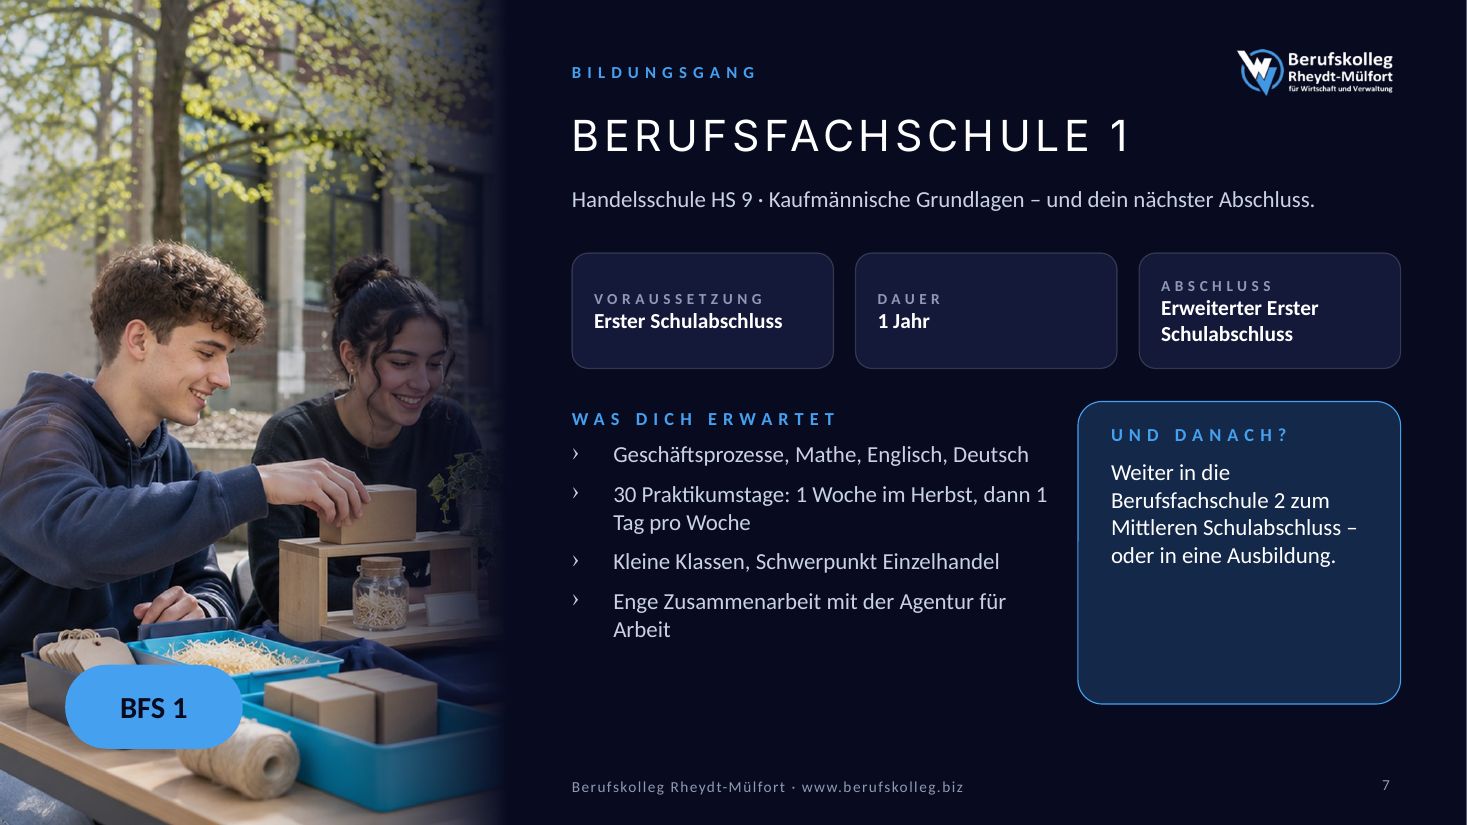 BILDUNGSGANG
Berufskolleg
Rheydt-Mülfort
für Wirtschaft und Verwaltung
BERUFSFACHSCHULE 1
Handelsschule HS 9 · Kaufmännische Grundlagen – und dein nächster Abschluss.
VORAUSSETZUNG
Erster Schulabschluss
DAUER
1 Jahr
ABSCHLUSS
Erweiterter Erster
Schulabschluss
WAS DICH ERWARTET
› Geschäftsprozesse, Mathe, Englisch, Deutsch
› 30 Praktikumstage: 1 Woche im Herbst, dann 1
Tag pro Woche
› Kleine Klassen, Schwerpunkt Einzelhandel
› Enge Zusammenarbeit mit der Agentur für
Arbeit
UND DANACH?
Weiter in die
Berufsfachschule 2 zum
Mittleren Schulabschluss –
oder in eine Ausbildung.
BFS 1
Berufskolleg Rheydt-Mülfort · www.berufskolleg.biz
7